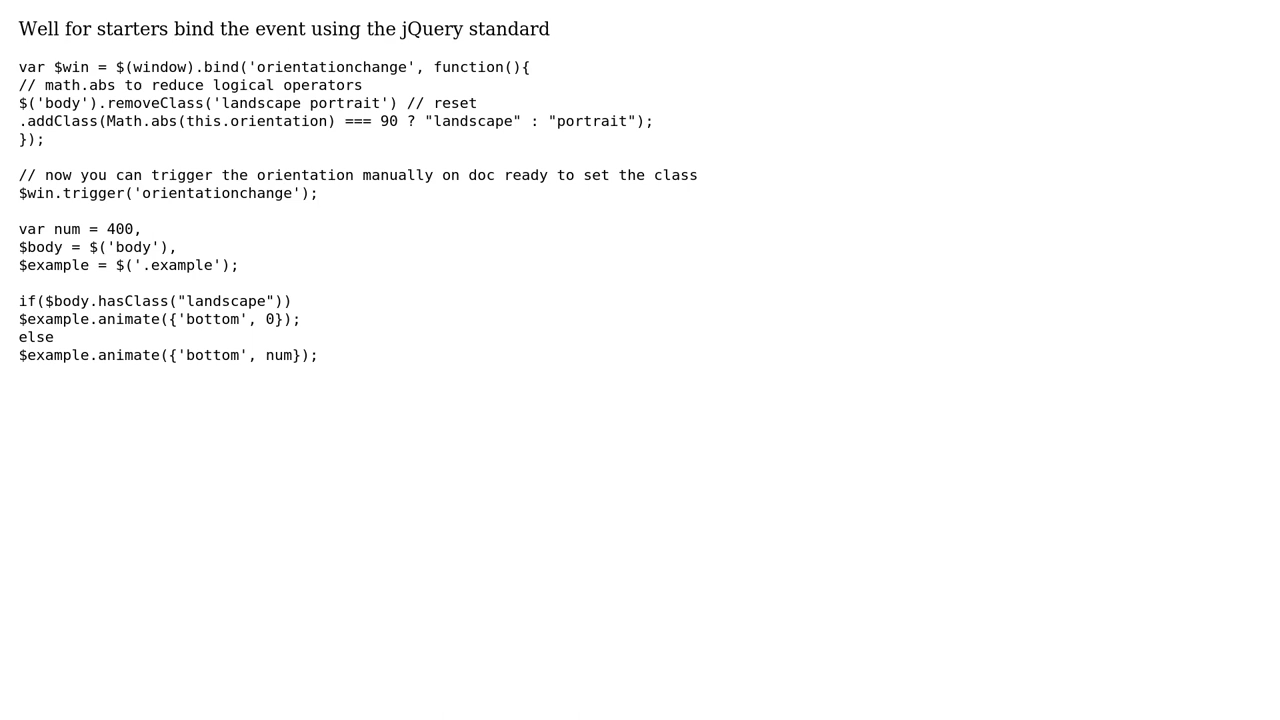 Well for starters bind the event using the jQuery standard
var $win = $(window).bind('orientationchange', function(){
// math.abs to reduce logical operators
$('body').removeClass('landscape portrait') // reset
.addClass(Math.abs(this.orientation) === 90 ? "landscape" : "portrait");
});
// now you can trigger the orientation manually on doc ready to set the class
$win.trigger('orientationchange');
var num = 400,
$body = $('body'),
$example = $('.example');
if($body.hasClass("landscape"))
$example.animate({'bottom', 0});
else
$example.animate({'bottom', num});